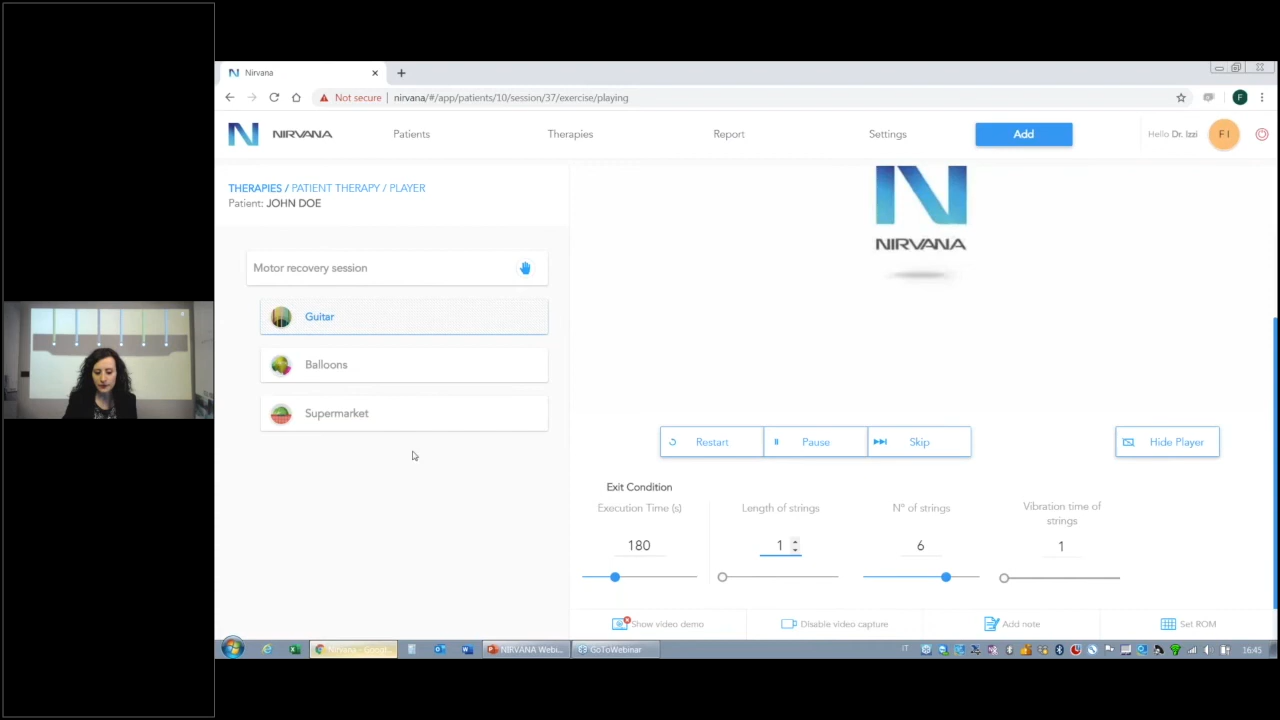 Nirvana
Not secure
nirvana/#/app/patients/10/session/37/exercise/playing
F
NIRVANA
Patients
Therapies
Report
Settings
Add
Hello Dr. Izzi
F I
THERAPIES / PATIENT THERAPY / PLAYER
Patient: JOHN DOE
Motor recovery session
Guitar
Balloons
Supermarket
NIRVANA
Restart
Pause
Skip
Hide Player
Exit Condition
Execution Time (s)
Length of strings
N° of strings
Vibration time of
strings
180
1
6
1
Show video demo
Disable video capture
Add note
Set ROM
Nirvana - Googl...
NIRVANA Webi...
GoToWebinar
IT
16:45